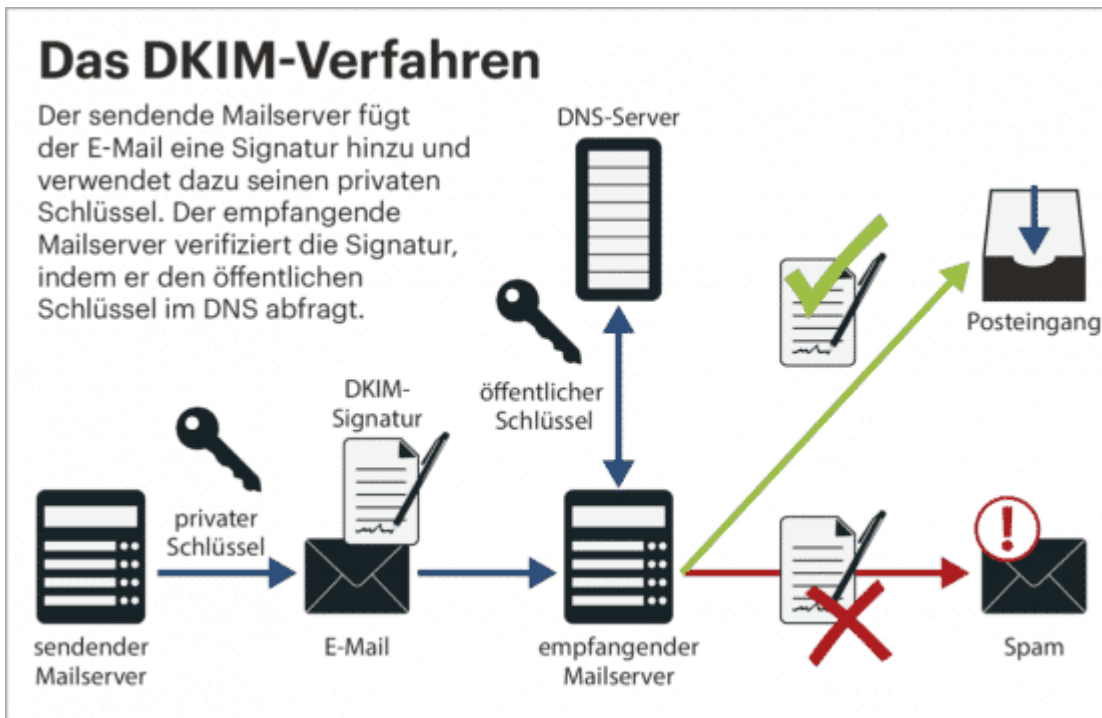 Das DKIM-Verfahren
Der sendende Mailserver fügt
der E-Mail eine Signatur hinzu und
verwendet dazu seinen privaten
Schlüssel. Der empfangende
Mailserver verifiziert die Signatur,
indem er den öffentlichen
Schlüssel im DNS abfragt.
DNS-Server
Posteingang
DKIM-
Signatur
öffentlicher
Schlüssel
privater
Schlüssel
sendender
Mailserver
E-Mail
empfangender
Mailserver
Spam